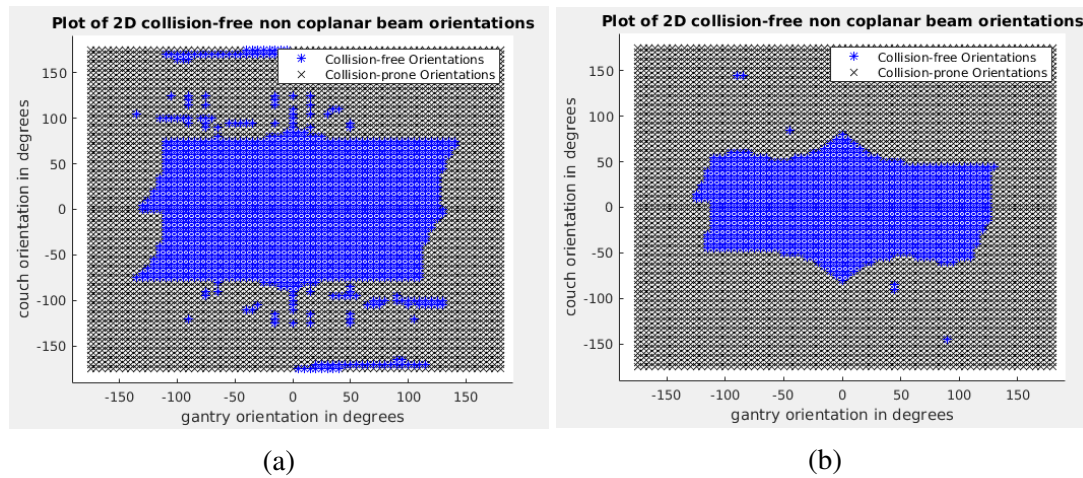 Plot of 2D collision-free non coplanar beam orientations
Collision-free Orientations
Collision-prone Orientations
150
100
50
0
-50
-100
-150
couch orientation in degrees
-150 -100 -50 0 50 100 150
gantry orientation in degrees
(a)
Plot of 2D collision-free non coplanar beam orientations
Collision-free Orientations
Collision-prone Orientations
150
100
50
0
-50
-100
-150
couch orientation in degrees
-150 -100 -50 0 50 100 150
gantry orientation in degrees
(b)